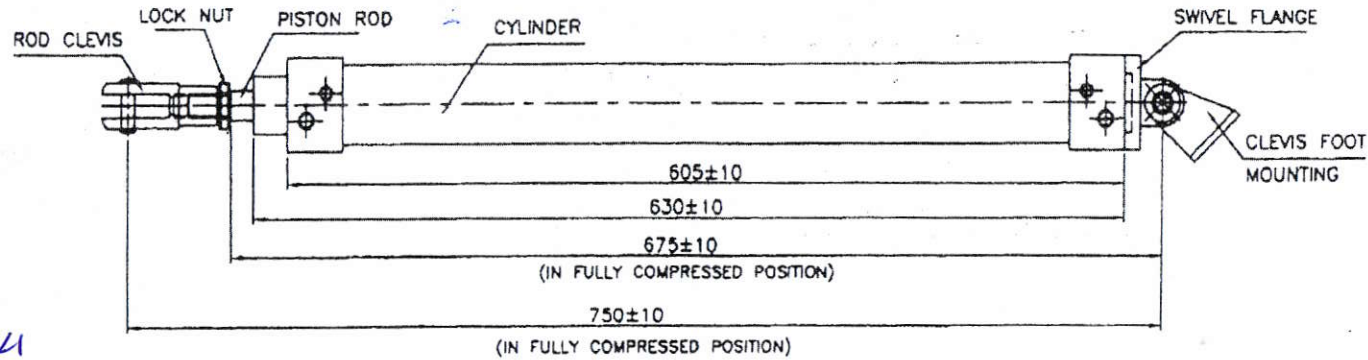 LOCK NUT
PISTON ROD
SWIVEL FLANGE
ROD CLEVIS
CYLINDER
CLEVIS FOOT
MOUNTING
605±10
630±10
675±10
(IN FULLY COMPRESSED POSITION)
750±10
(IN FULLY COMPRESSED POSITION)